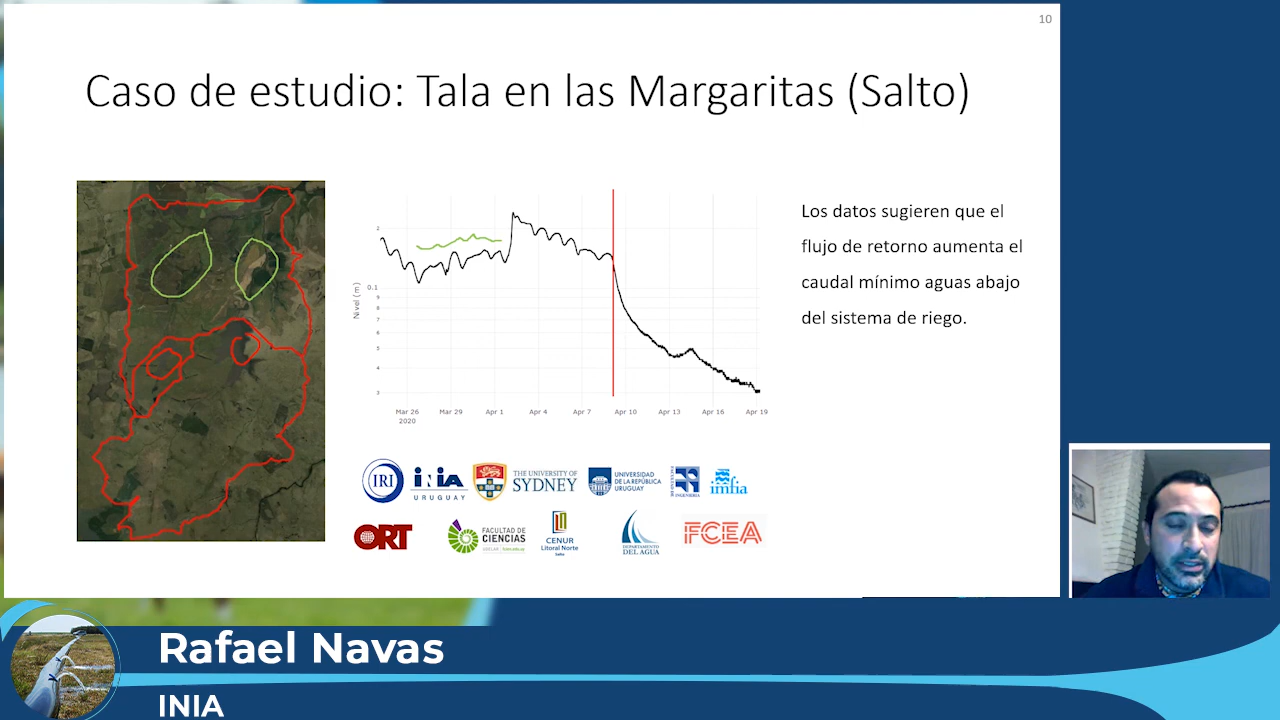 10
Caso de estudio: Tala en las Margaritas (Salto)
Los datos sugieren que el
flujo de retorno aumenta el
caudal mínimo aguas abajo
del sistema de riego.
Nivel (m)
2
0.1
9
8
7
6
5
4
3
Mar 26
2020
Mar 29
Apr 1
Apr 4
Apr 7
Apr 10
Apr 13
Apr 16
Apr 19
IRI
INIA
URUGUAY
THE UNIVERSITY OF
SYDNEY
UNIVERSIDAD
DE LA REPÚBLICA
URUGUAY
INGENIERIA
imfia
ORT
FACULTAD DE
CIENCIAS
CENUR
Litoral Norte
Salto
DEPARTAMENTO
DEL AGUA
FCEA
Rafael Navas
INIA